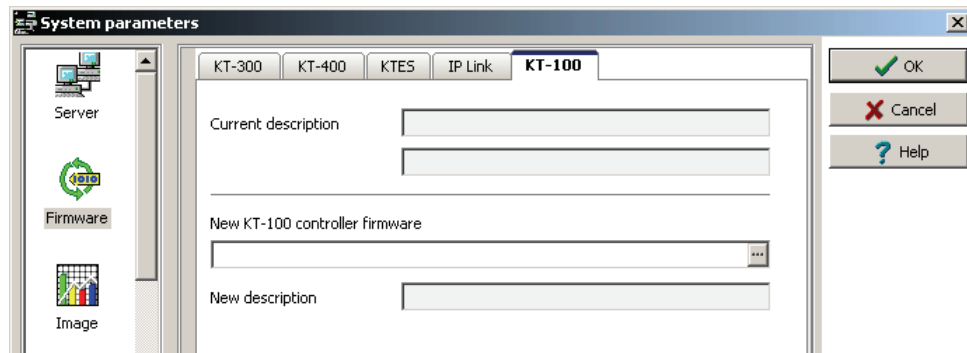 System parameters
Server
Firmware
Image
KT-300 KT-400 KTES IP Link KT-100
Current description
New KT-100 controller firmware
...
New description
OK
Cancel
Help